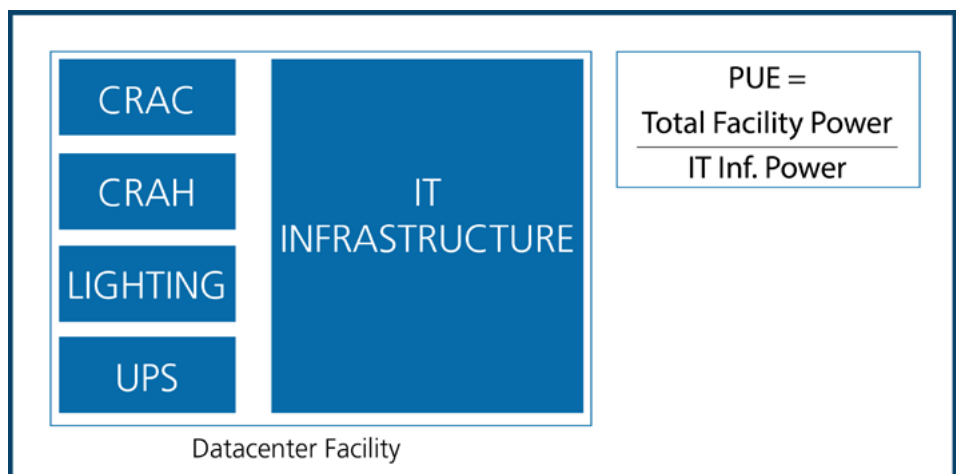 CRAC
CRAH
LIGHTING
UPS
IT
INFRASTRUCTURE
Datacenter Facility
PUE =
Total Facility Power
IT Inf. Power